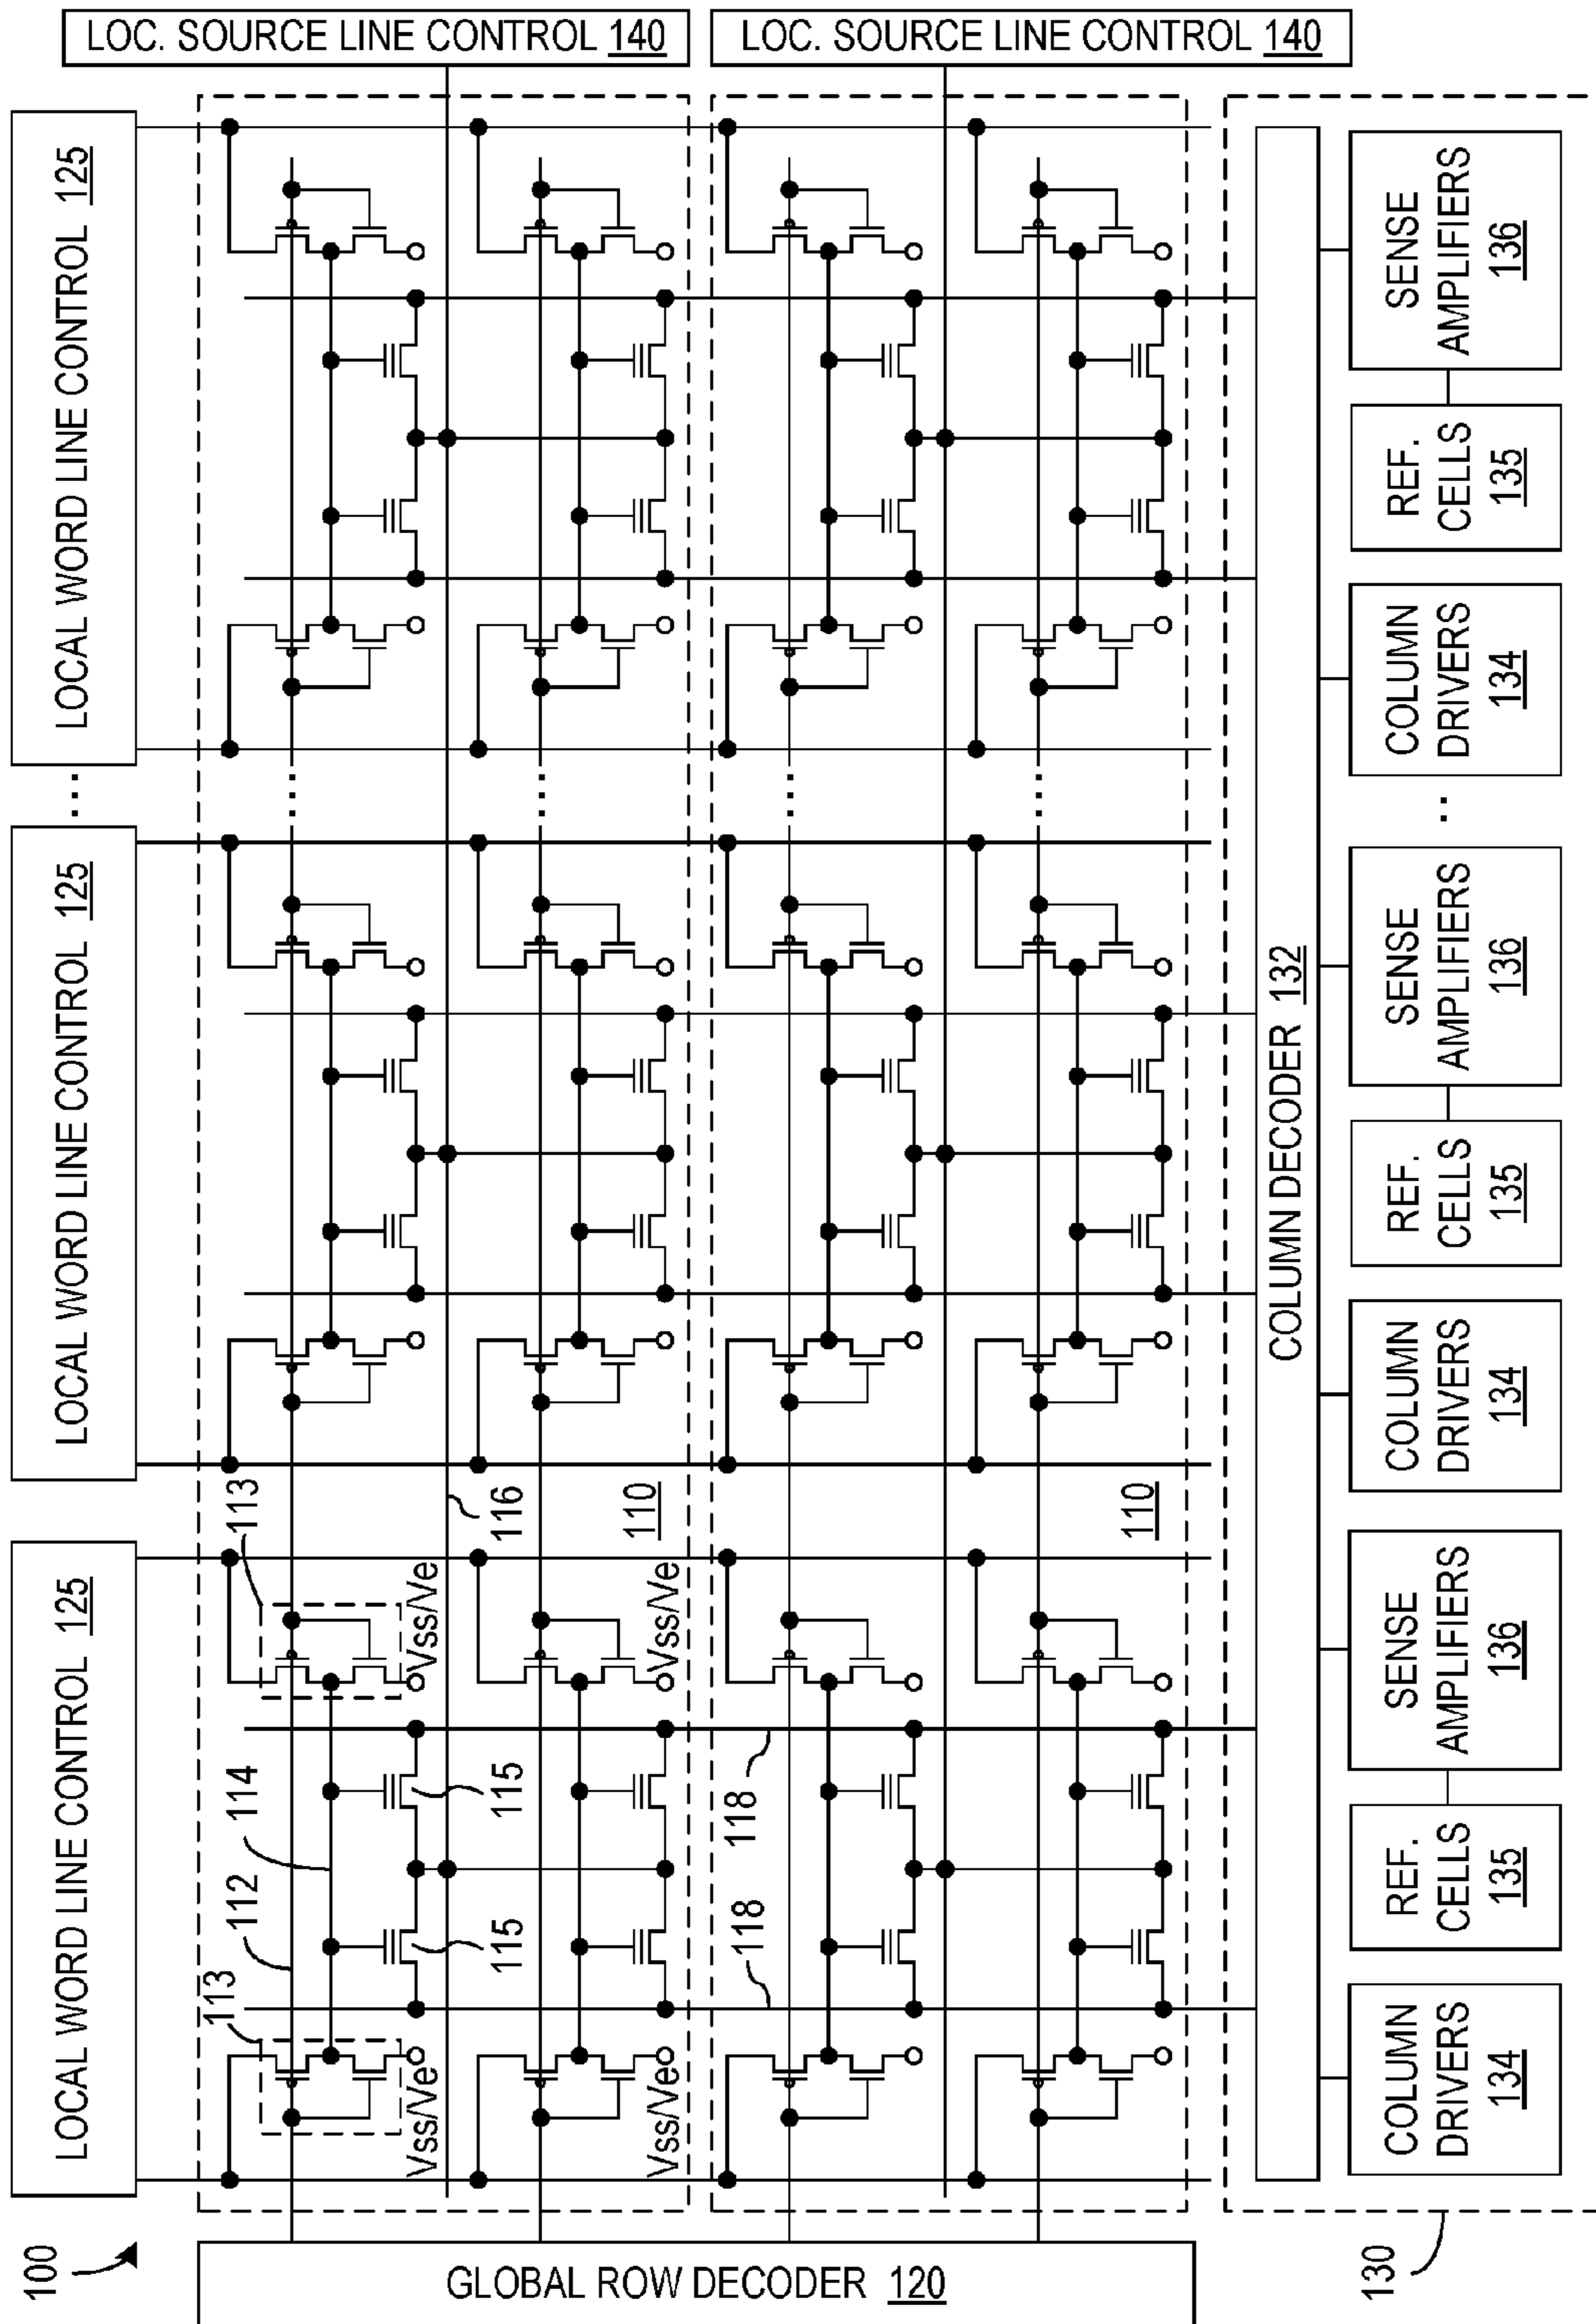 LOC. SOURCE LINE CONTROL 140
LOC. SOURCE LINE CONTROL 140
LOCAL WORD LINE CONTROL 125
LOCAL WORD LINE CONTROL 125
LOCAL WORD LINE CONTROL 125
...
...
...
...
...
..
100
112
113
113
114
115
115
116
118
118
110
110
Vss/Ve
Vss/Ve
Vss/Ve
Vss/Ve
GLOBAL ROW DECODER 120
COLUMN DECODER 132
130
COLUMN
DRIVERS
134
REF.
CELLS
135
SENSE
AMPLIFIERS
136
COLUMN
DRIVERS
134
REF.
CELLS
135
SENSE
AMPLIFIERS
136
COLUMN
DRIVERS
134
REF.
CELLS
135
SENSE
AMPLIFIERS
136